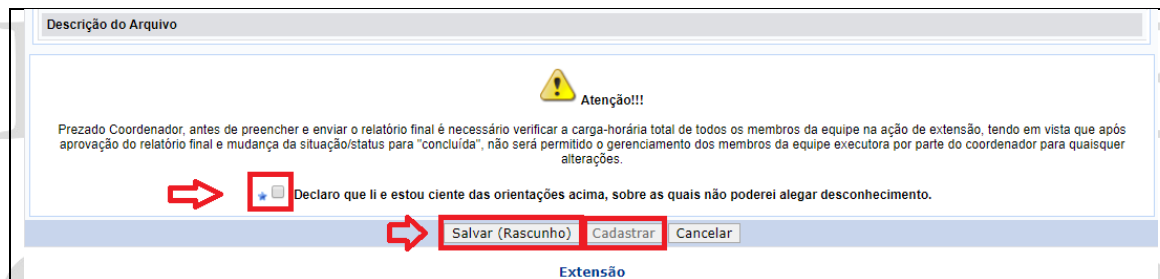 Descrição do Arquivo
Atenção!!!
Prezado Coordenador, antes de preencher e enviar o relatório final é necessário verificar a carga-horária total de todos os membros da equipe na ação de extensão, tendo em vista que após
aprovação do relatório final e mudança da situação/status para "concluída", não será permitido o gerenciamento dos membros da equipe executora por parte do coordenador para quaisquer
alterações.
Declaro que li e estou ciente das orientações acima, sobre as quais não poderei alegar desconhecimento.
Salvar (Rascunho) Cadastrar Cancelar
Extensão